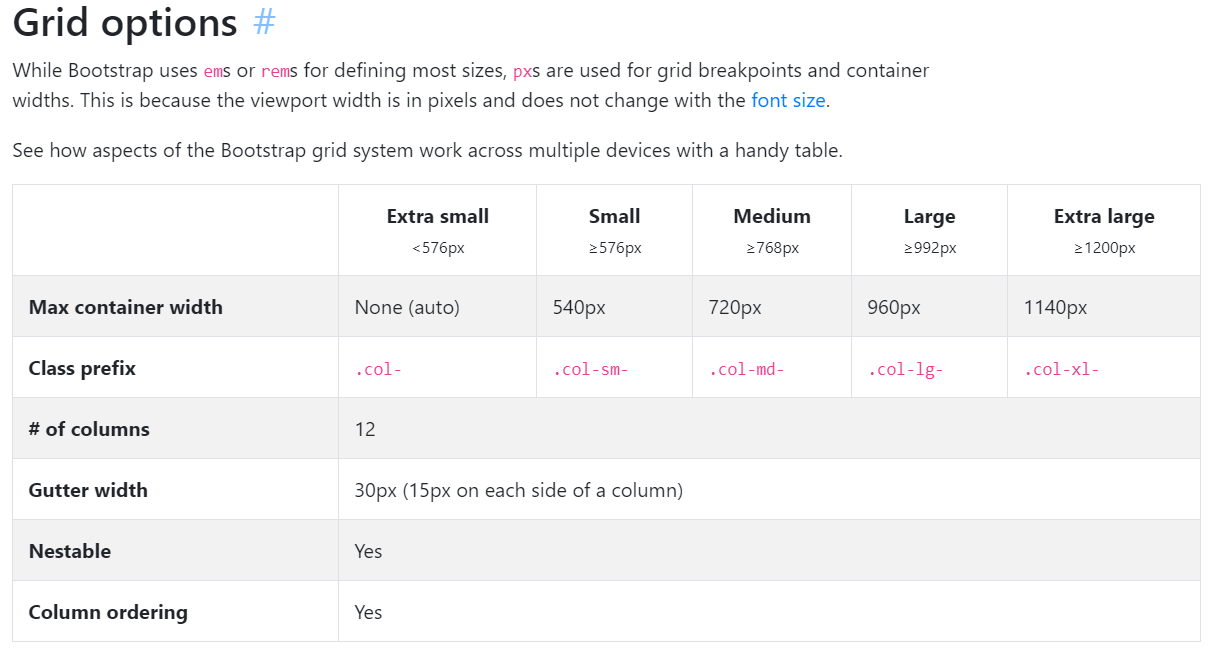 Grid options #
While Bootstrap uses ems or rems for defining most sizes, pxs are used for grid breakpoints and container
widths. This is because the viewport width is in pixels and does not change with the font size.
See how aspects of the Bootstrap grid system work across multiple devices with a handy table.
Extra small Small Medium Large Extra large
<576px ≥576px ≥768px ≥992px ≥1200px
Max container width None (auto) 540px 720px 960px 1140px
Class prefix .col- .col-sm- .col-md- .col-lg- .col-xl-
# of columns 12
Gutter width 30px (15px on each side of a column)
Nestable Yes
Column ordering Yes